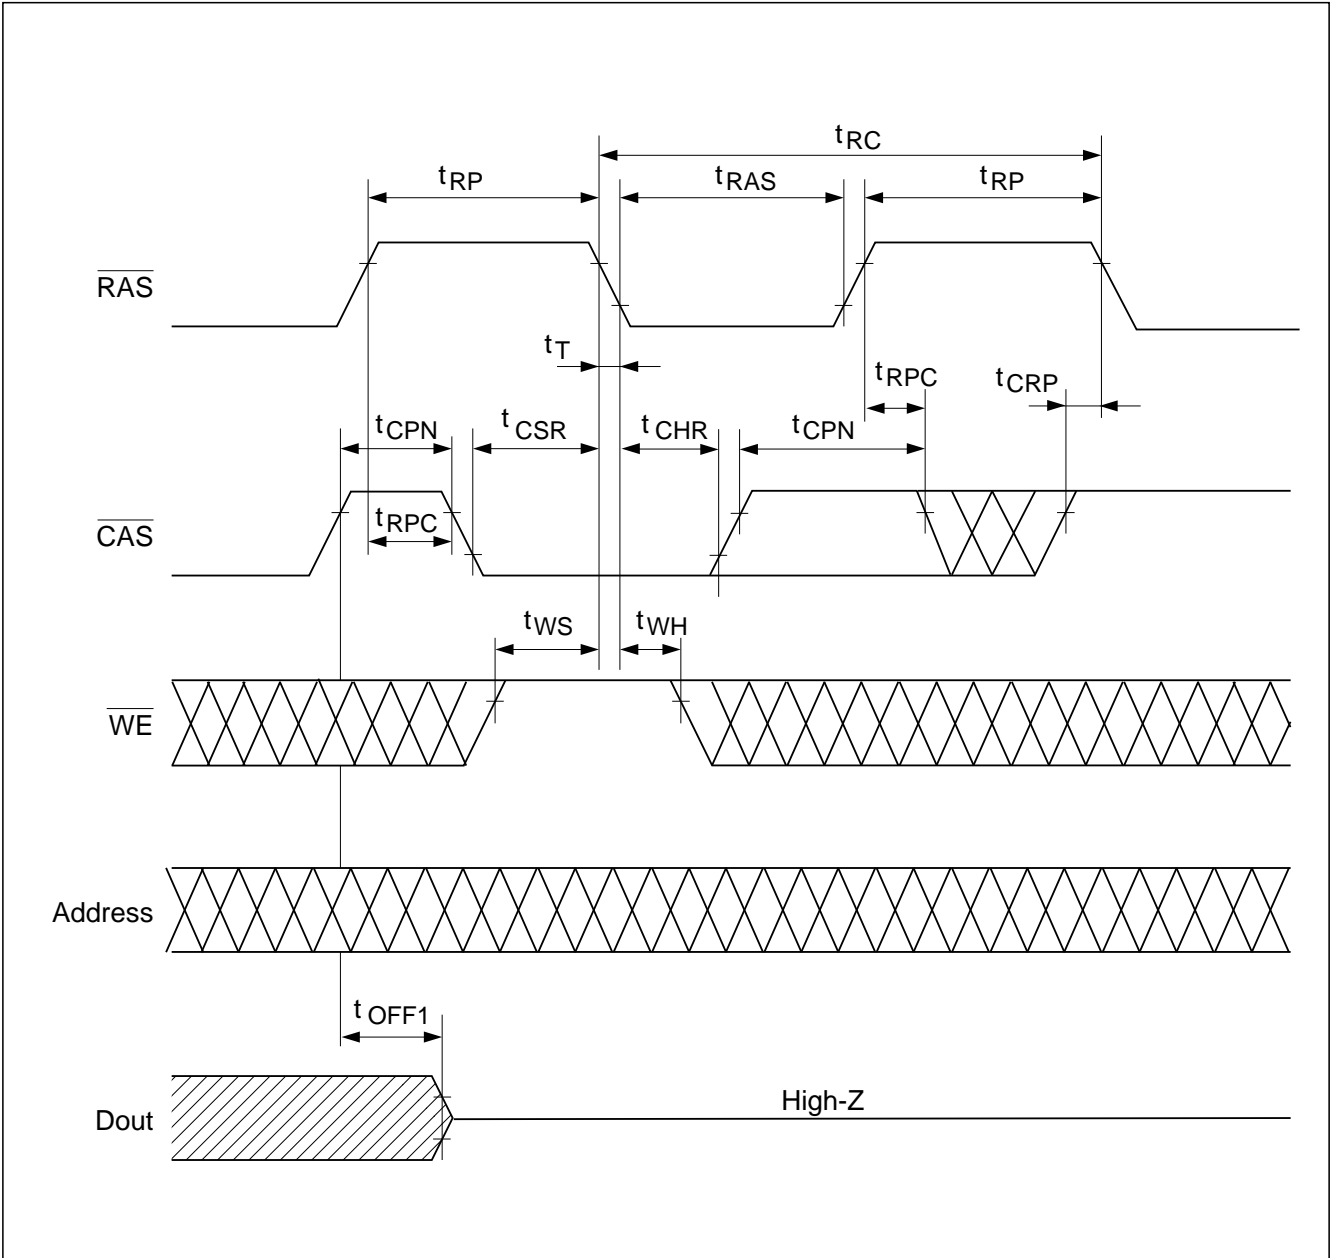 tRC
tRP tRAS tRP
RAS
tT
tRPC tCRP
tCPN tCSR tCHR tCPN
CAS
tRPC
tWS tWH
WE
Address
tOFF1
High-Z
Dout